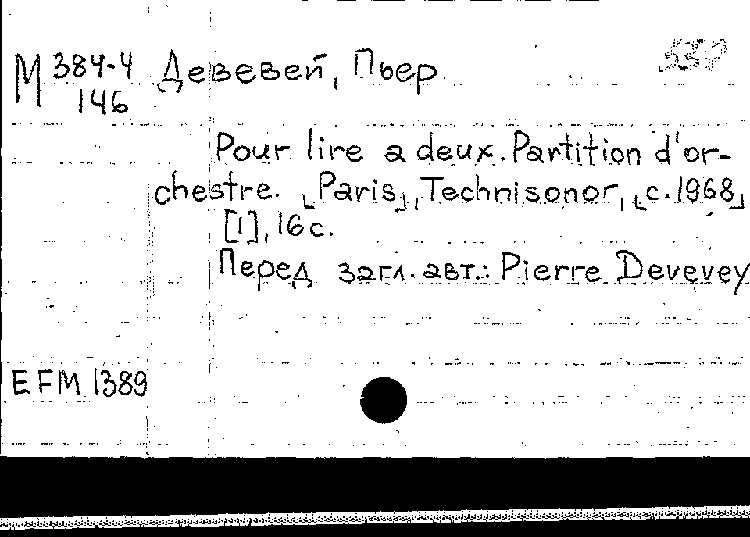 М 384-4 Девевей, Пьер
146
Pour lire a deux. Partition d'or-
chestre. [Paris], Technisonor, [c. 1968]
[1], 16 с.
Перед загл. авт.: Pierre Devevey
EFM 1389